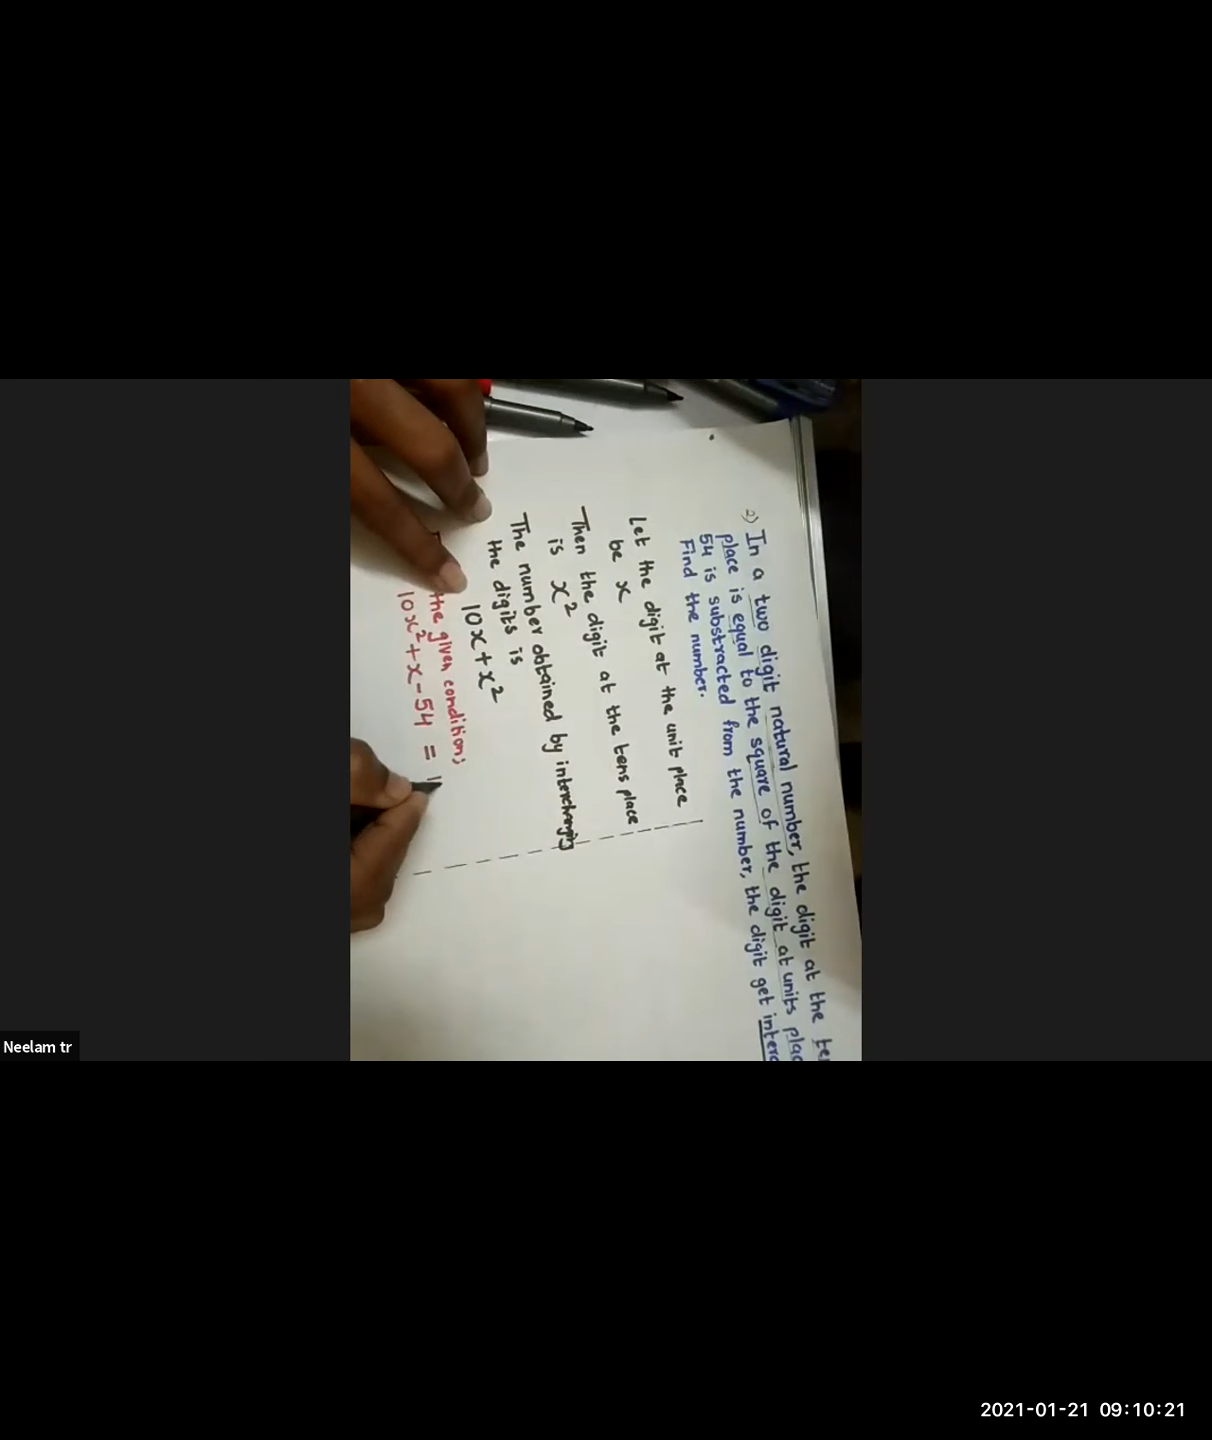 2) In a two digit natural number, the digit at the
place is equal to the square of the digit at units
54 is substracted from the number, the digit get
Find the number.
Let the digit at the unit place
be x
Then the digit at the tens place
is x²
The number obtained by interchanging
the digits is
10x+x²
the given condition;
10x²+x-54 =
Neelam tr
2021-01-21 09:10:21